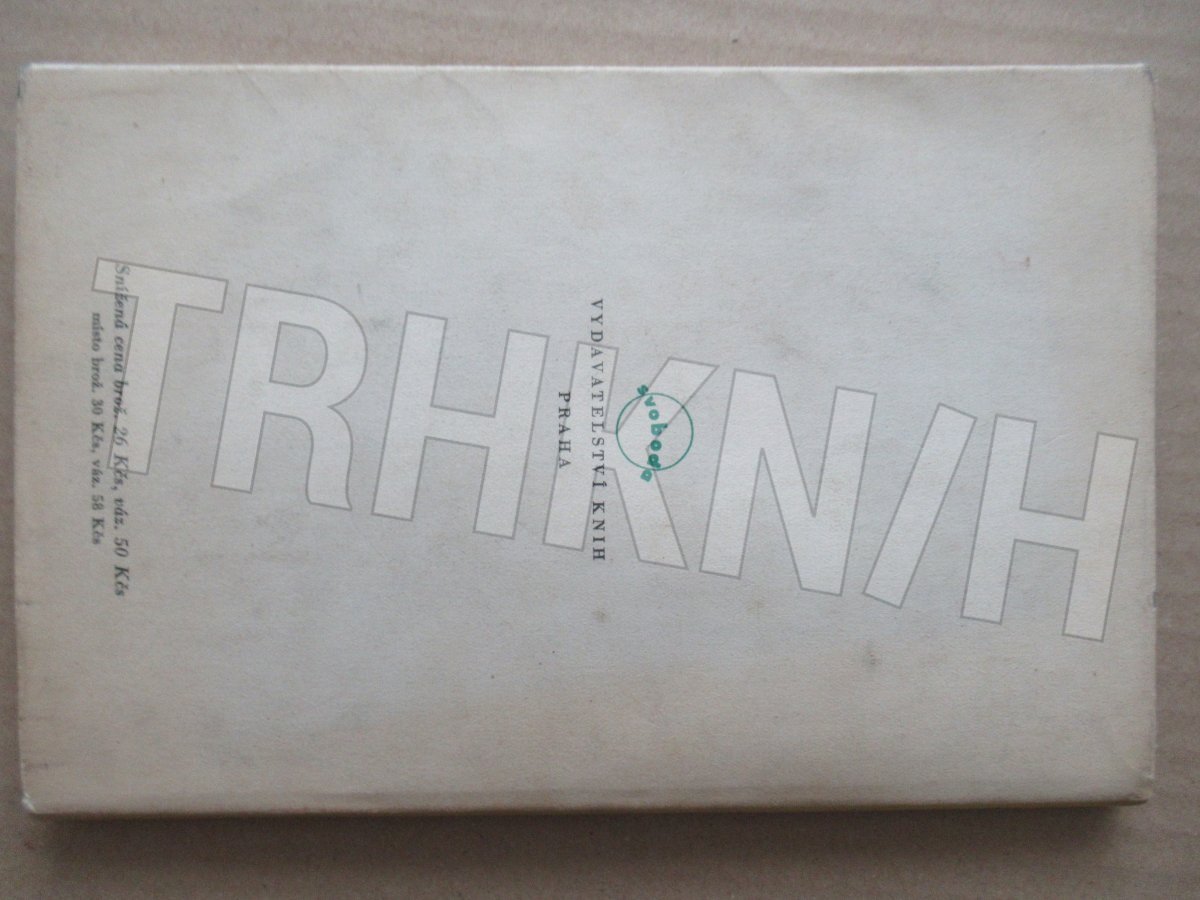 svoboda
VYDAVATELSTVÍ KNIH
PRAHA
Snížená cena brož. 26 Kčs, váz. 50 Kčs
místo brož. 30 Kčs, váz. 58 Kčs
TRHKNIH